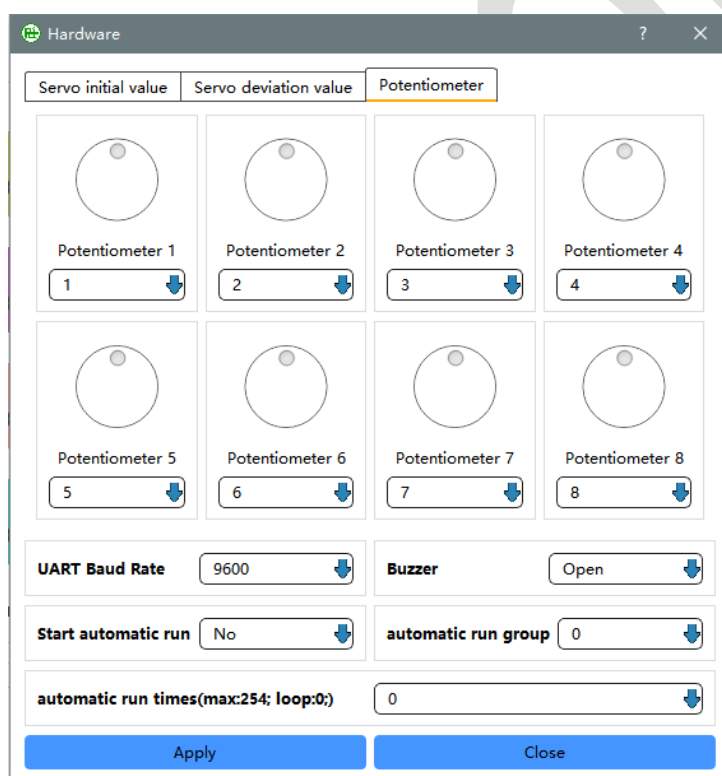 Hardware ? ×
Servo initial value Servo deviation value Potentiometer
Potentiometer 1 Potentiometer 2 Potentiometer 3 Potentiometer 4
1 2 3 4
Potentiometer 5 Potentiometer 6 Potentiometer 7 Potentiometer 8
5 6 7 8
UART Baud Rate 9600 Buzzer Open
Start automatic run No automatic run group 0
automatic run times(max:254; loop:0;) 0
Apply Close